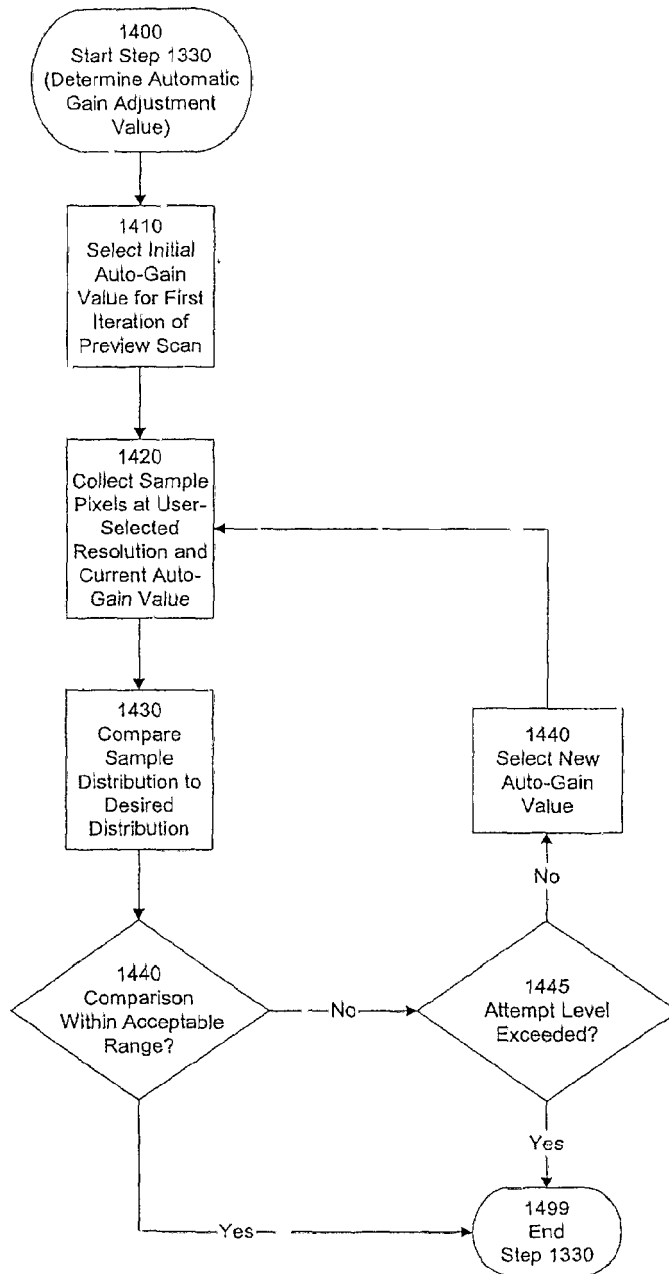 1400
Start Step 1330
(Determine Automatic
Gain Adjustment
Value)
1410
Select Initial
Auto-Gain
Value for First
Iteration of
Preview Scan
1420
Collect Sample
Pixels at User-
Selected
Resolution and
Current Auto-
Gain Value
1430
Compare
Sample
Distribution to
Desired
Distribution
1440
Select New
Auto-Gain
Value
No
1440
Comparison
Within Acceptable
Range?
No
1445
Attempt Level
Exceeded?
Yes
Yes
1499
End
Step 1330